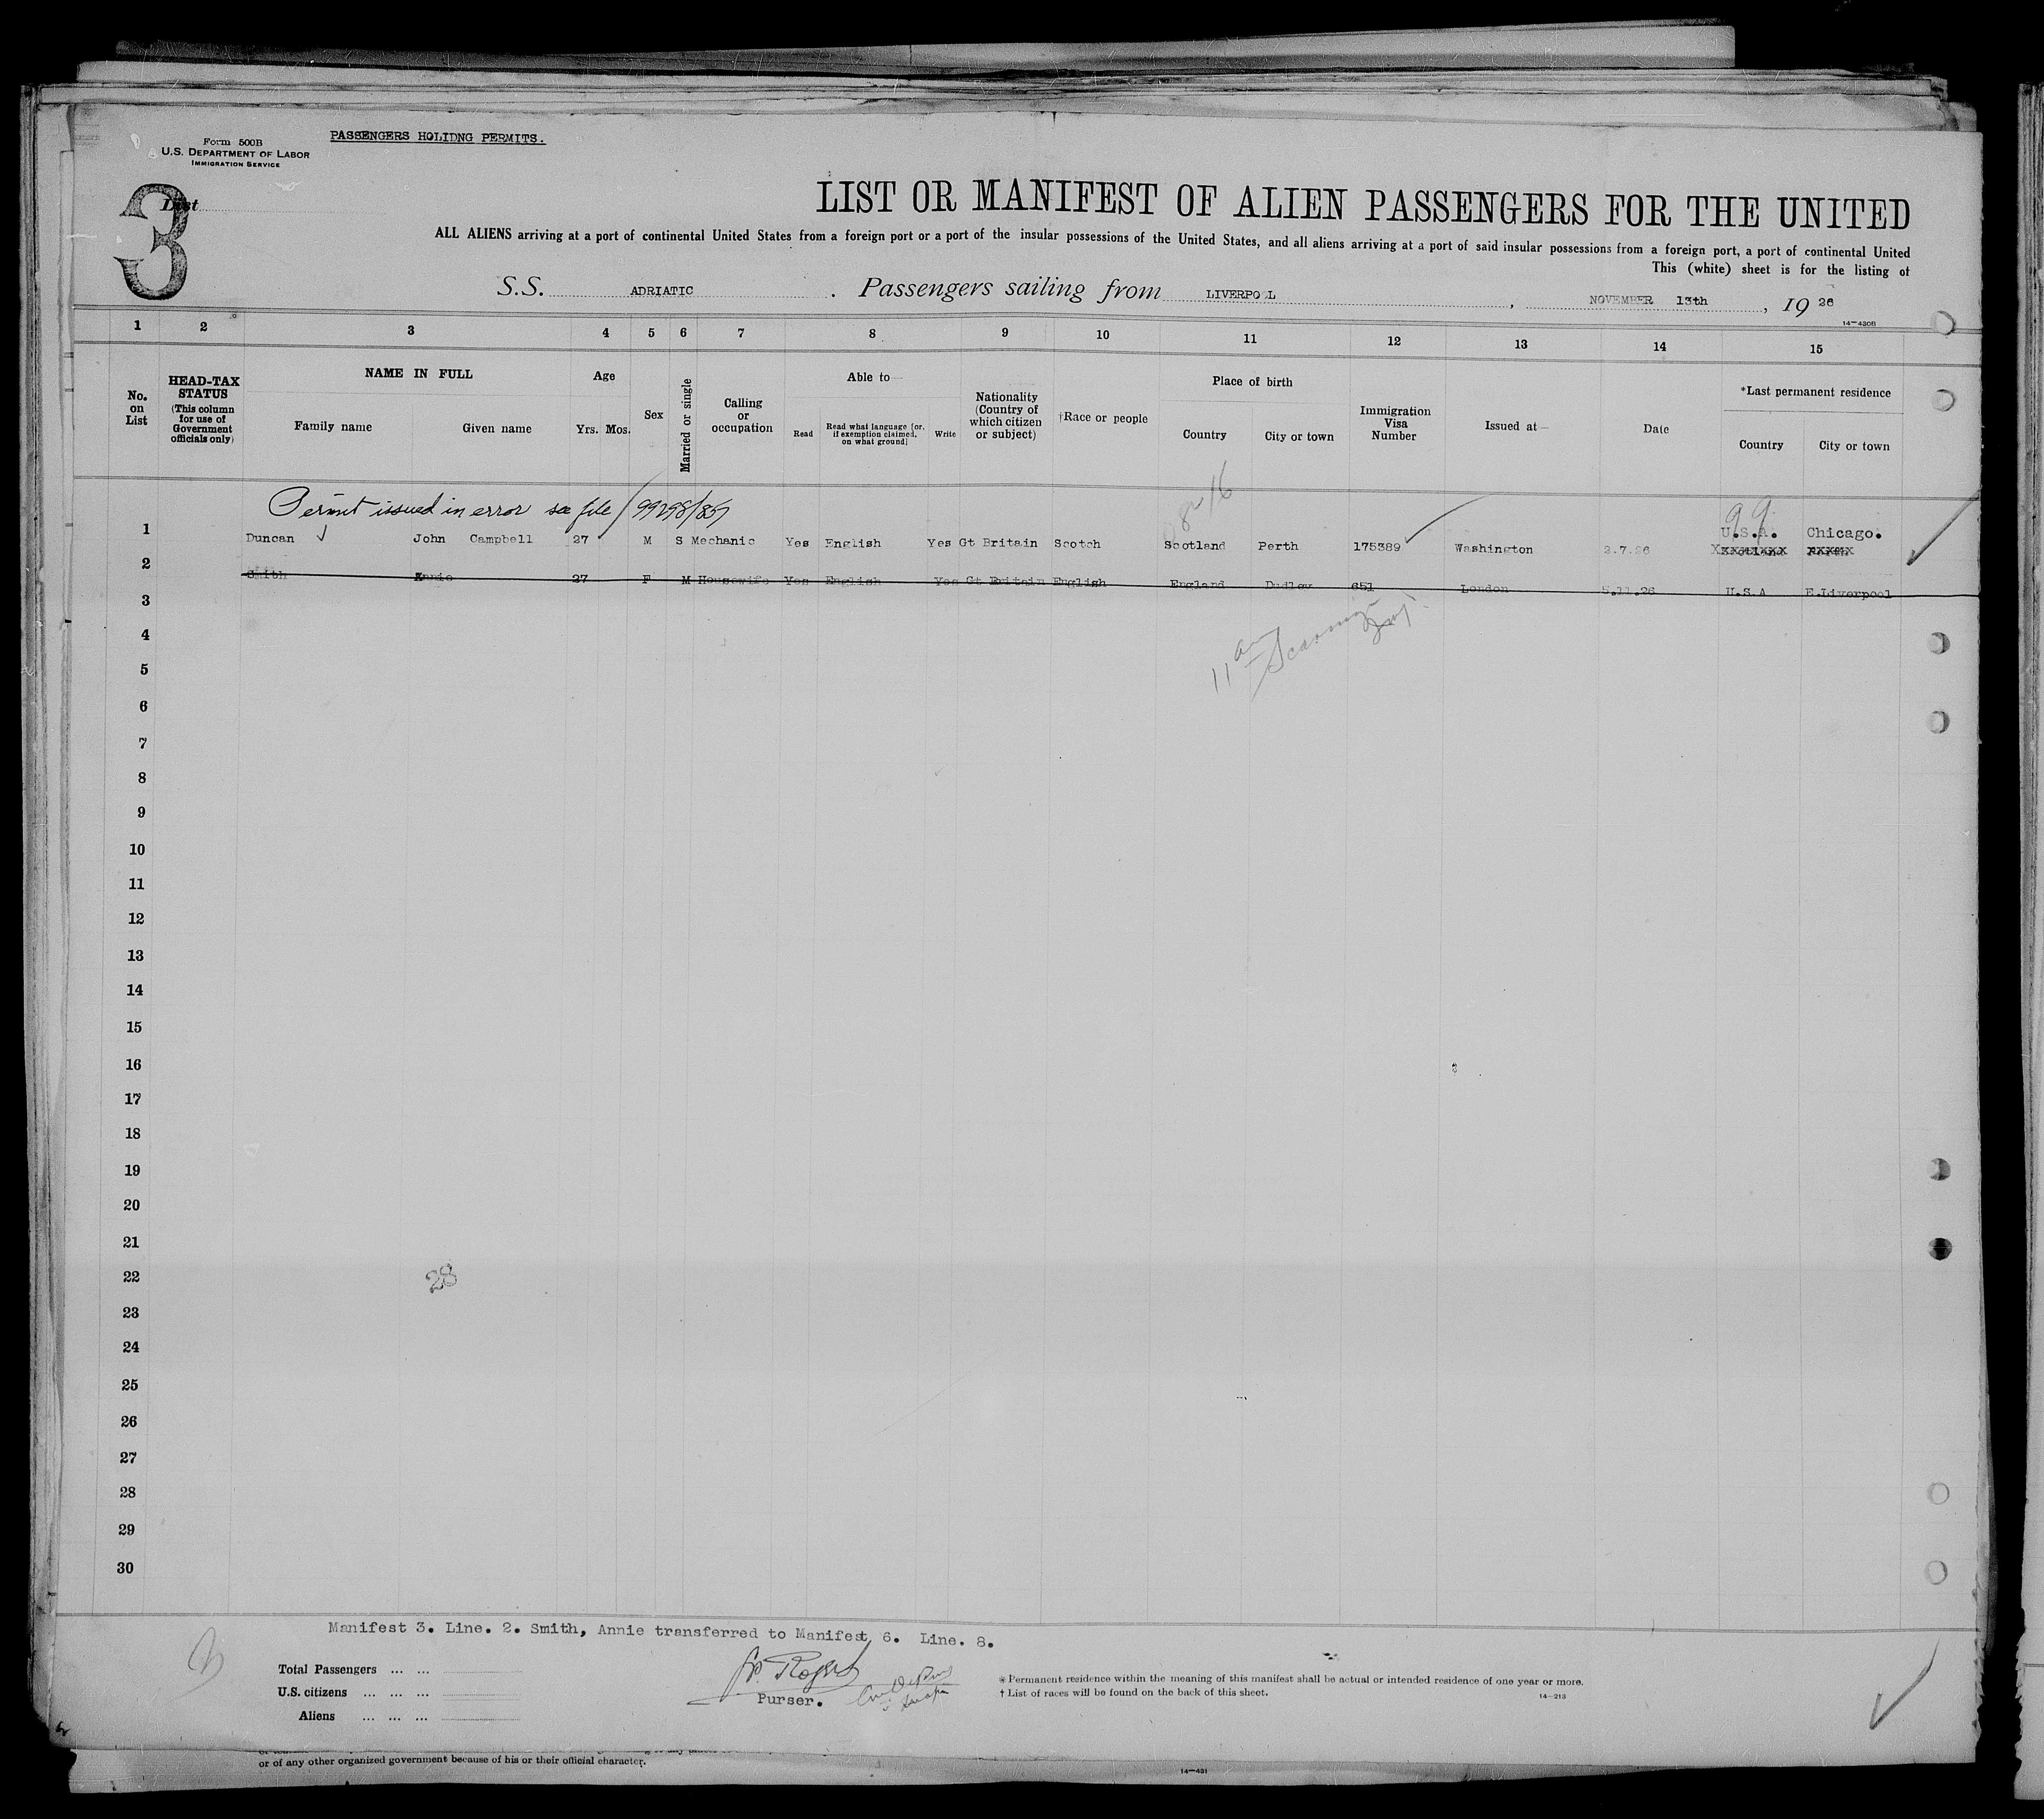 PASSENGERS HOLIDNG PERMITS.
Form 500B
U.S. DEPARTMENT OF LABOR
IMMIGRATION SERVICE
3
List
LIST OR MANIFEST OF ALIEN PASSENGERS FOR THE UNITED
ALL ALIENS arriving at a port of continental United States from a foreign port or a port of the insular possessions of the United States, and all aliens arriving at a port of said insular possessions from a foreign port, a port of continental United
This (white) sheet is for the listing of
S.S. ADRIATIC . Passengers sailing from LIVERPOOL , NOVEMBER 13th , 19 26
14—430B
1 2 3 4 5 6 7 8 9 10 11 12 13 14 15
No. on List
HEAD-TAX STATUS (This column for use of Government officials only)
NAME IN FULL
Family name Given name
Age
Yrs. Mos.
Sex
Married or single
Calling or occupation
Able to—
Read
Read what language [or, if exemption claimed, on what ground]
Write
Nationality (Country of which citizen or subject)
†Race or people
Place of birth
Country City or town
Immigration Visa Number
Issued at—
Date
*Last permanent residence
Country City or town
Permit issued in error see file 99298/
1 Duncan John Campbell 27 M S Mechanic Yes English Yes Gt Britain Scotch Scotland Perth 175389 Washington 2.7.26 U.S.A. Chicago.
2 Smith Annie 27 F M Housewife Yes English Yes Gt Britain English England Dudley 651 London 5.11.26 U.S.A E.Liverpool
3
4
5
6
7
8
9
10
11
12
13
14
15
16
17
18
19
20
21
22
28
23
24
25
26
27
28
29
30
Manifest 3. Line. 2. Smith, Annie transferred to Manifest 6. Line. 8.
Total Passengers ... ...
U.S. citizens ... ... ...
Aliens ... ... ...
Purser.
* Permanent residence within the meaning of this manifest shall be actual or intended residence of one year or more.
† List of races will be found on the back of this sheet.
14—213
or of any other organized government because of his or their official character.
14—431